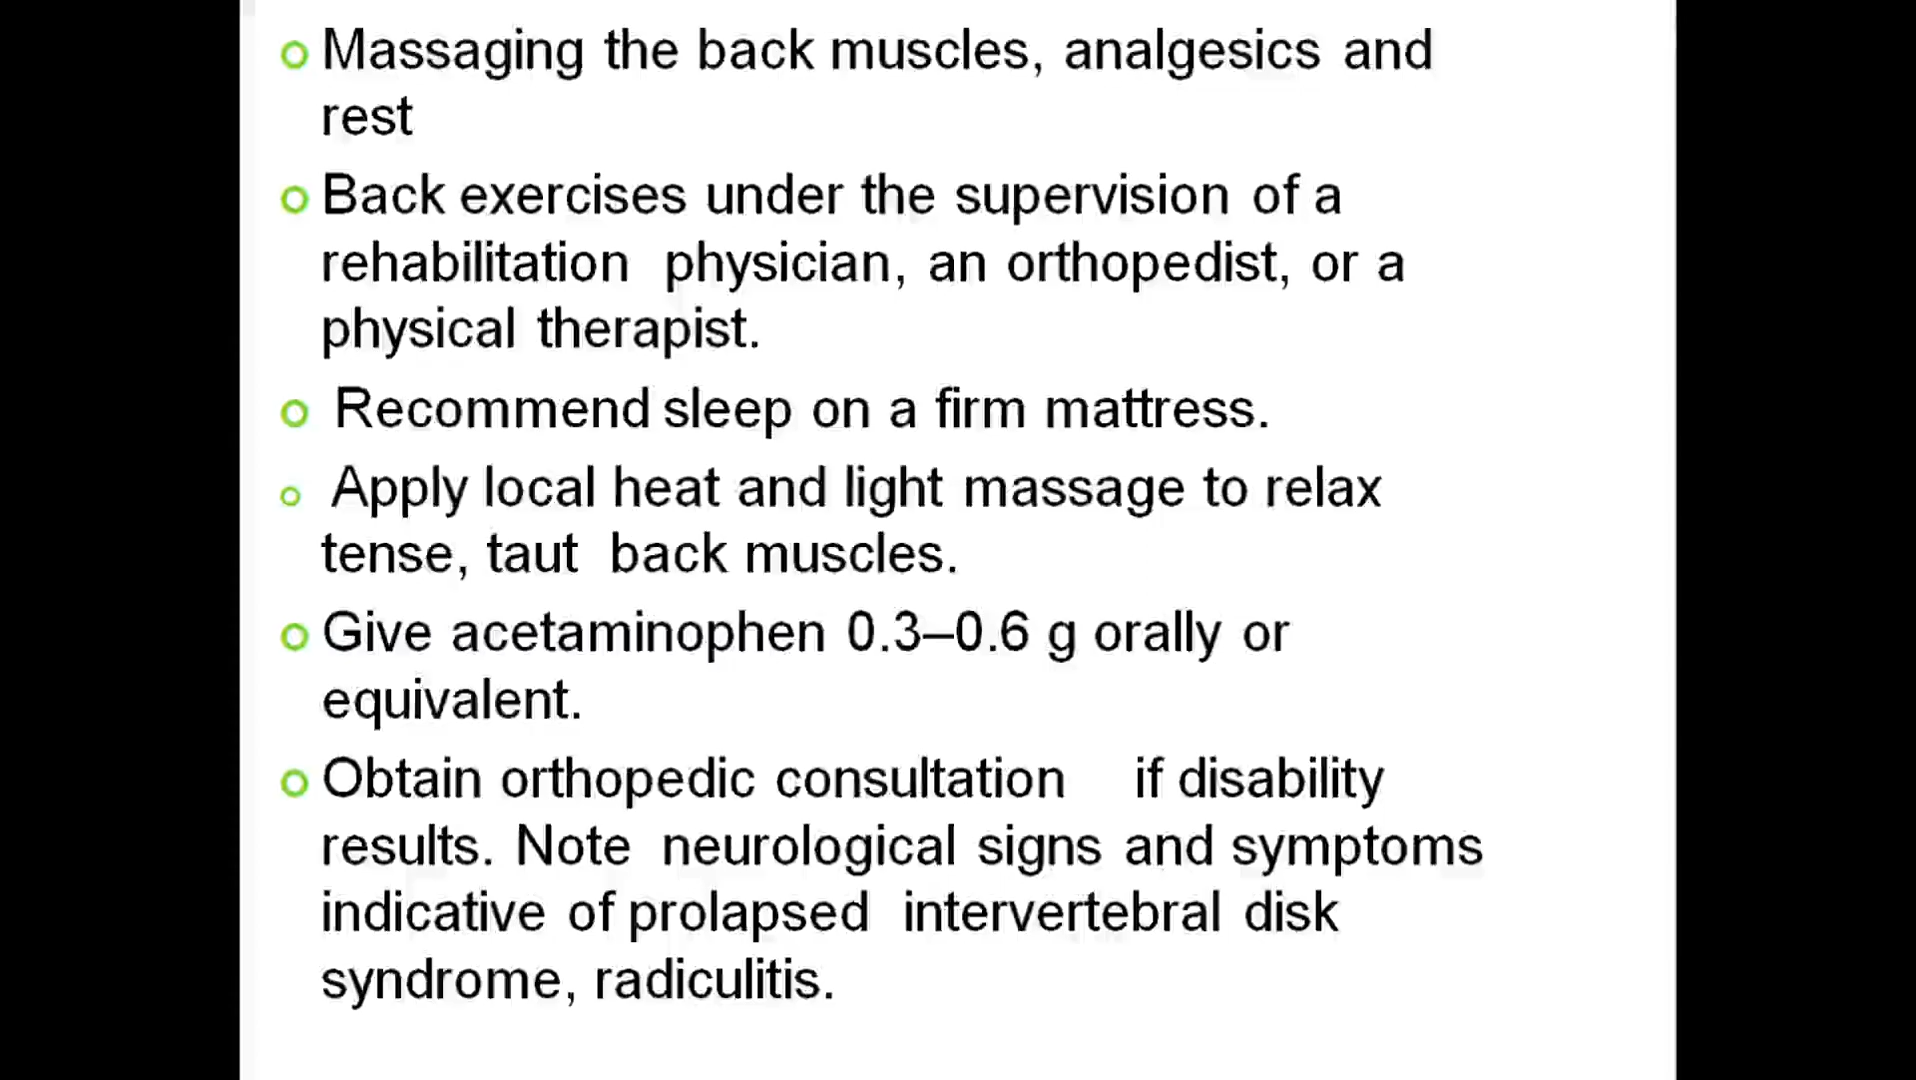 Massaging the back muscles, analgesics and
rest
Back exercises under the supervision of a
rehabilitation physician, an orthopedist, or a
physical therapist.
Recommend sleep on a firm mattress.
Apply local heat and light massage to relax
tense, taut back muscles.
Give acetaminophen 0.3–0.6 g orally or
equivalent.
Obtain orthopedic consultation if disability
results. Note neurological signs and symptoms
indicative of prolapsed intervertebral disk
syndrome, radiculitis.